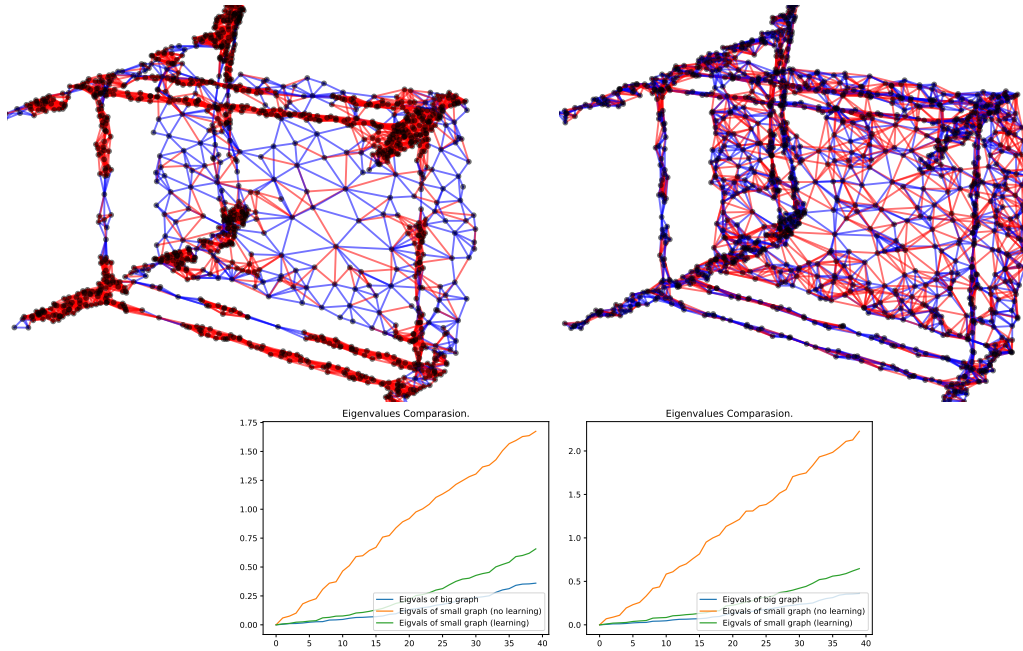 Eigenvalues Comparasion.
1.75
1.50
1.25
1.00
0.75
0.50
0.25
0.00
Eigvals of big graph
Eigvals of small graph (no learning)
Eigvals of small graph (learning)
0 5 10 15 20 25 30 35 40
Eigenvalues Comparasion.
2.0
1.5
1.0
0.5
0.0
Eigvals of big graph
Eigvals of small graph (no learning)
Eigvals of small graph (learning)
0 5 10 15 20 25 30 35 40